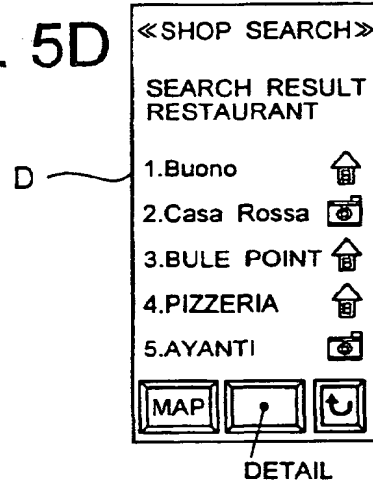 . 5D
≪SHOP SEARCH≫
SEARCH RESULT
RESTAURANT
D
1.Buono
2.Casa Rossa
3.BULE POINT
4.PIZZERIA
5.AYANTI
MAP
DETAIL